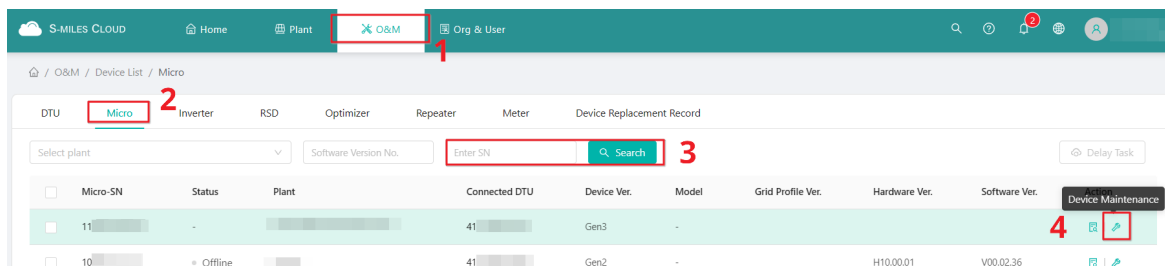 S-MILES CLOUD Home Plant O&M Org & User 2
1
/ O&M / Device List / Micro
DTU Micro 2 Inverter RSD Optimizer Repeater Meter Device Replacement Record
Select plant Software Version No. Enter SN Search 3 Delay Task
Micro-SN Status Plant Connected DTU Device Ver. Model Grid Profile Ver. Hardware Ver. Software Ver.
Device Maintenance
11 - 41 Gen3 - 4
10 Offline 41 Gen2 - H10.00.01 V00.02.36